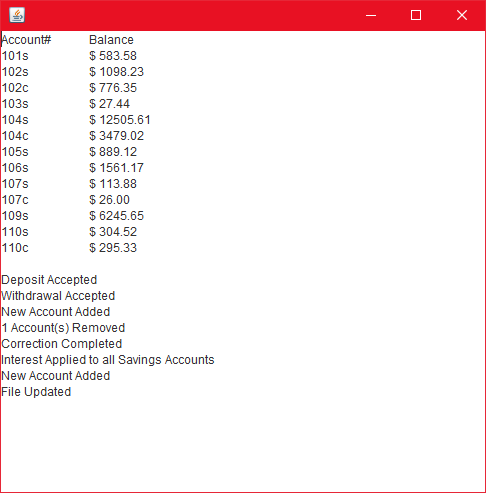 Account# Balance
101s $ 583.58
102s $ 1098.23
102c $ 776.35
103s $ 27.44
104s $ 12505.61
104c $ 3479.02
105s $ 889.12
106s $ 1561.17
107s $ 113.88
107c $ 26.00
109s $ 6245.65
110s $ 304.52
110c $ 295.33
Deposit Accepted
Withdrawal Accepted
New Account Added
1 Account(s) Removed
Correction Completed
Interest Applied to all Savings Accounts
New Account Added
File Updated